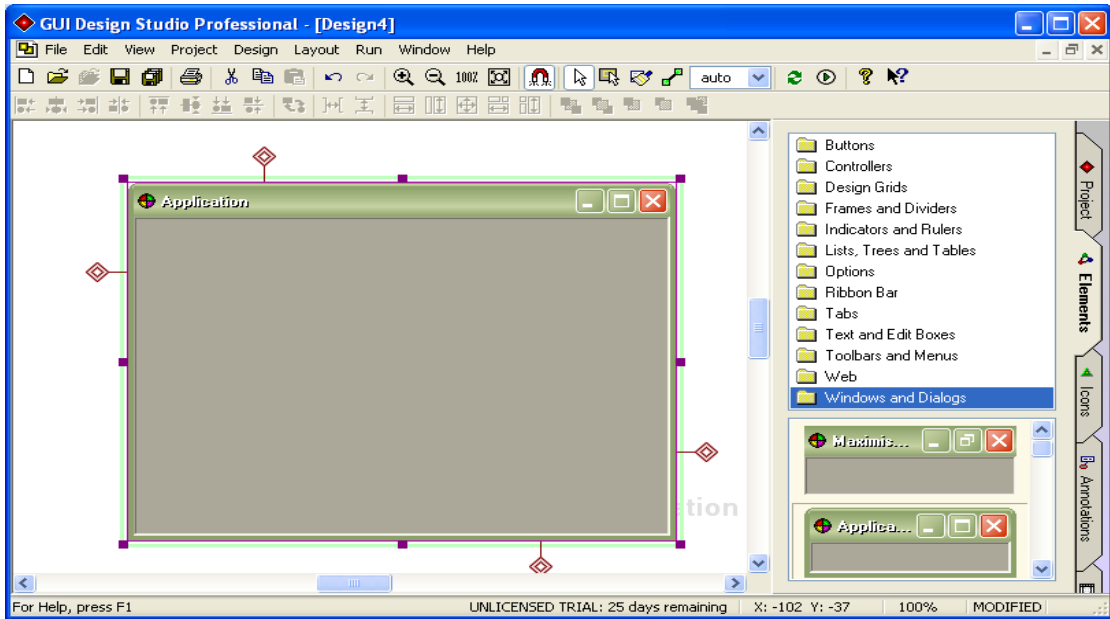 GUI Design Studio Professional - [Design4]
File Edit View Project Design Layout Run Window Help
100% auto
Application
tion
Buttons
Controllers
Design Grids
Frames and Dividers
Indicators and Rulers
Lists, Trees and Tables
Options
Ribbon Bar
Tabs
Text and Edit Boxes
Toolbars and Menus
Web
Windows and Dialogs
Maximis...
Applica...
Project
Elements
Icons
Annotations
For Help, press F1 UNLICENSED TRIAL: 25 days remaining X: -102 Y: -37 100% MODIFIED